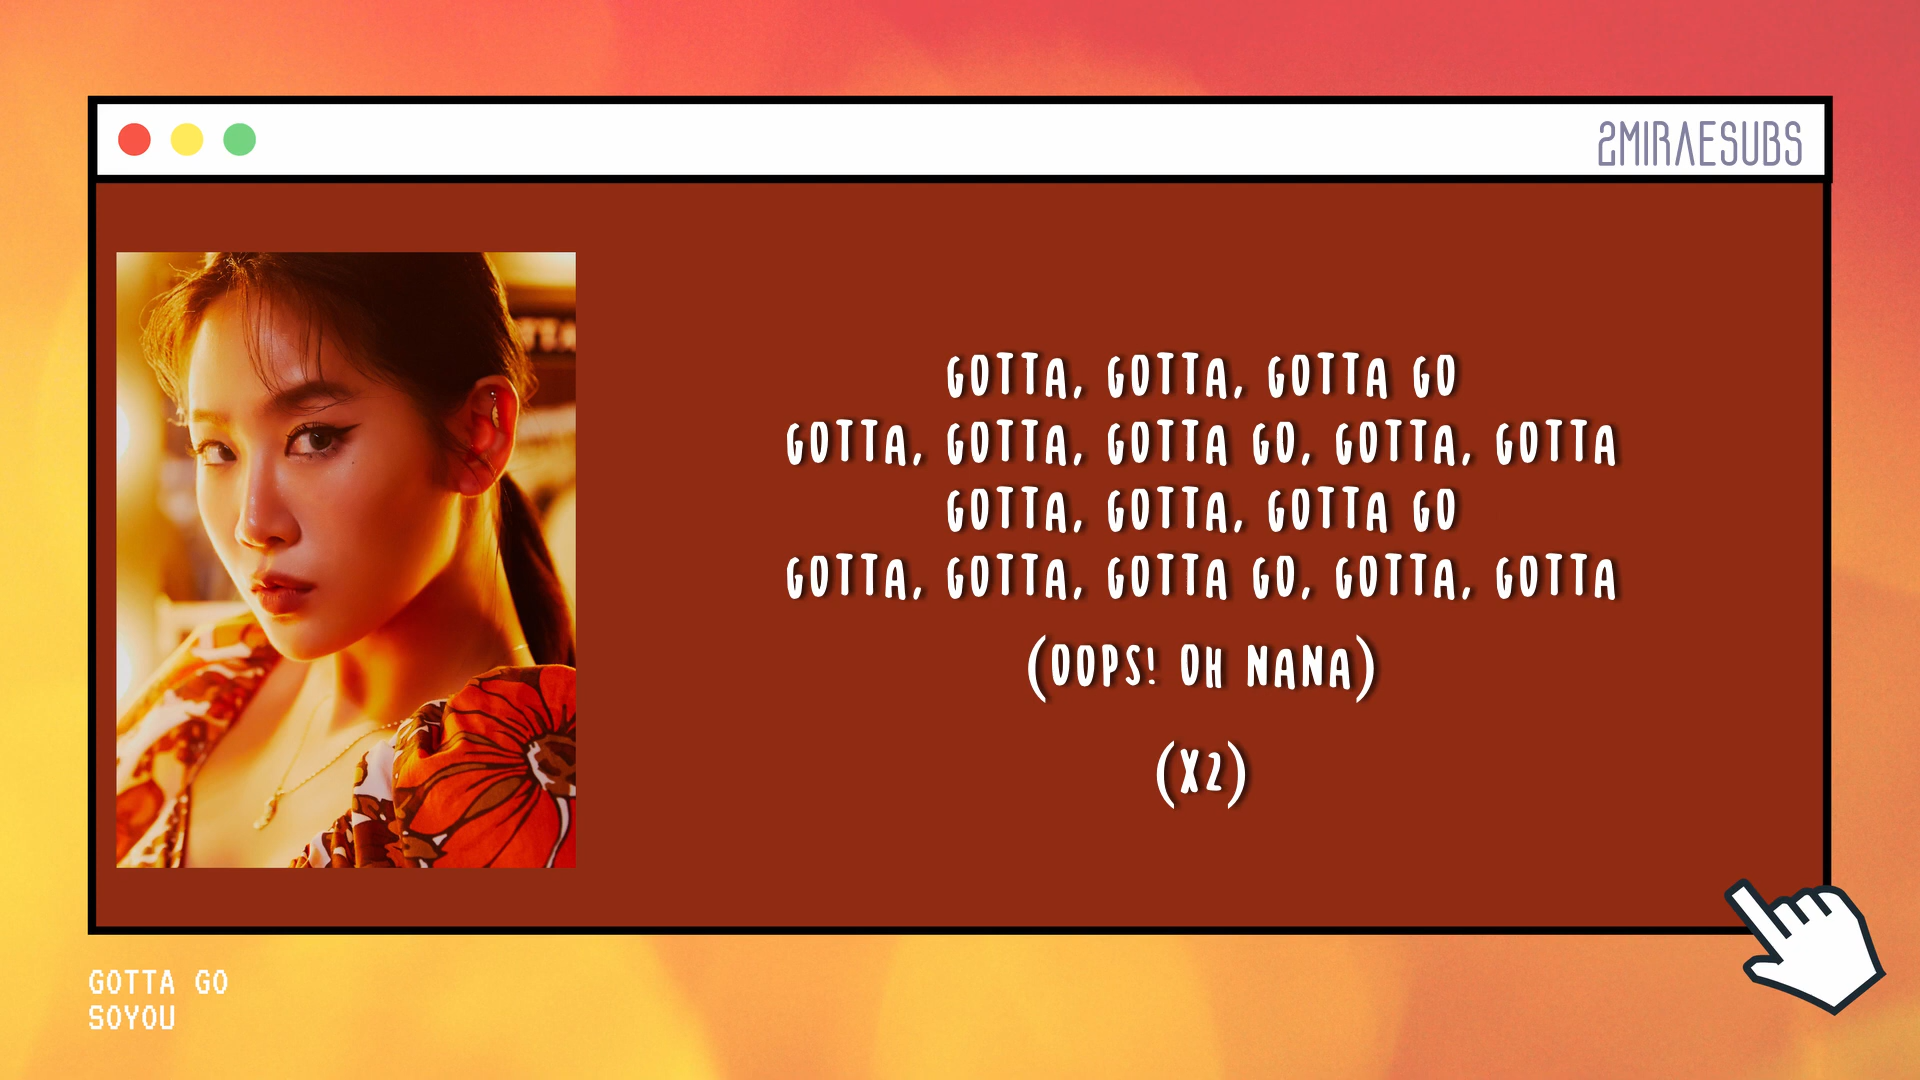 2MIRAESUBS
GOTTA, GOTTA, GOTTA GO
GOTTA, GOTTA, GOTTA GO, GOTTA, GOTTA
GOTTA, GOTTA, GOTTA GO
GOTTA, GOTTA, GOTTA GO, GOTTA, GOTTA
(OOPS! OH NANA)
(X2)
GOTTA GO
SOYOU